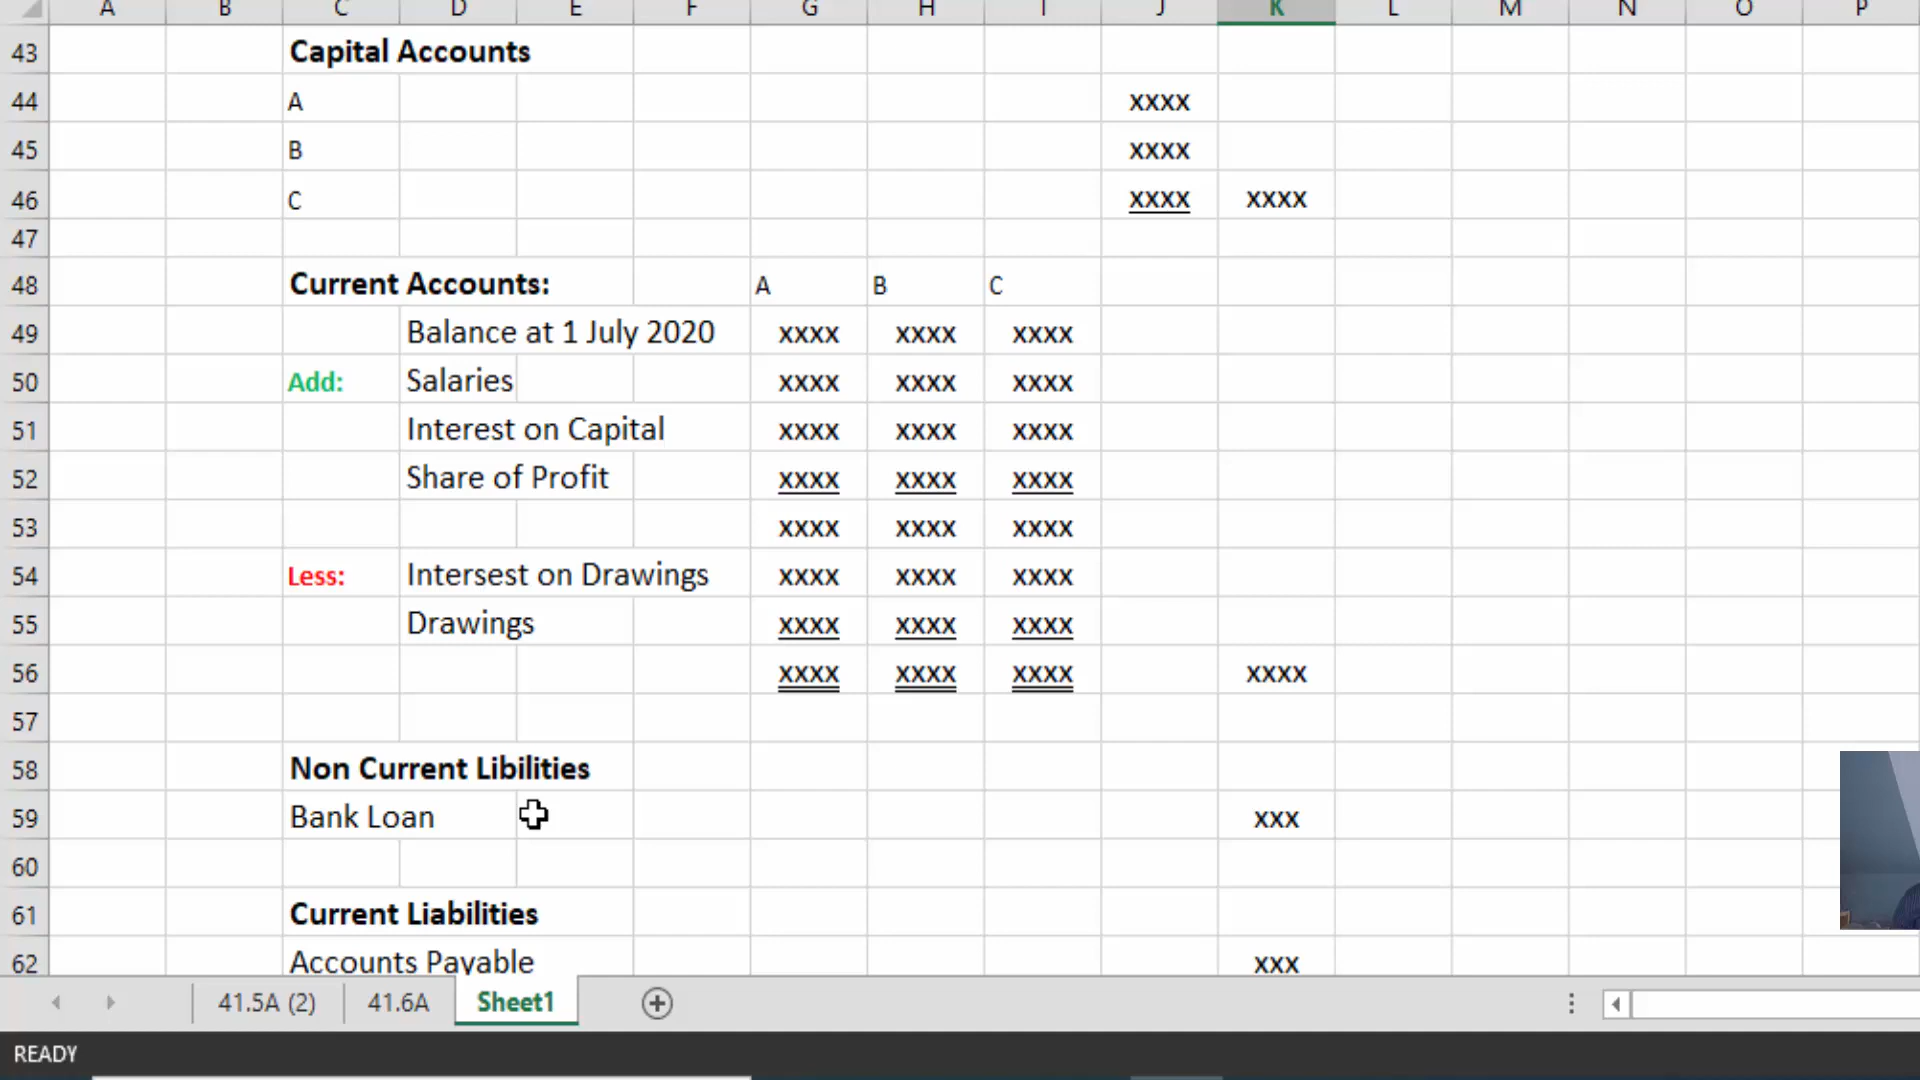 A B C D E F G H I J K L M N O P
43 Capital Accounts
44 A xxxx
45 B xxxx
46 C xxxx xxxx
47
48 Current Accounts: A B C
49 Balance at 1 July 2020 xxxx xxxx xxxx
50 Add: Salaries xxxx xxxx xxxx
51 Interest on Capital xxxx xxxx xxxx
52 Share of Profit xxxx xxxx xxxx
53 xxxx xxxx xxxx
54 Less: Intersest on Drawings xxxx xxxx xxxx
55 Drawings xxxx xxxx xxxx
56 xxxx xxxx xxxx xxxx
57
58 Non Current Libilities
59 Bank Loan xxx
60
61 Current Liabilities
62 Accounts Payable xxx
41.5A (2) 41.6A Sheet1
READY